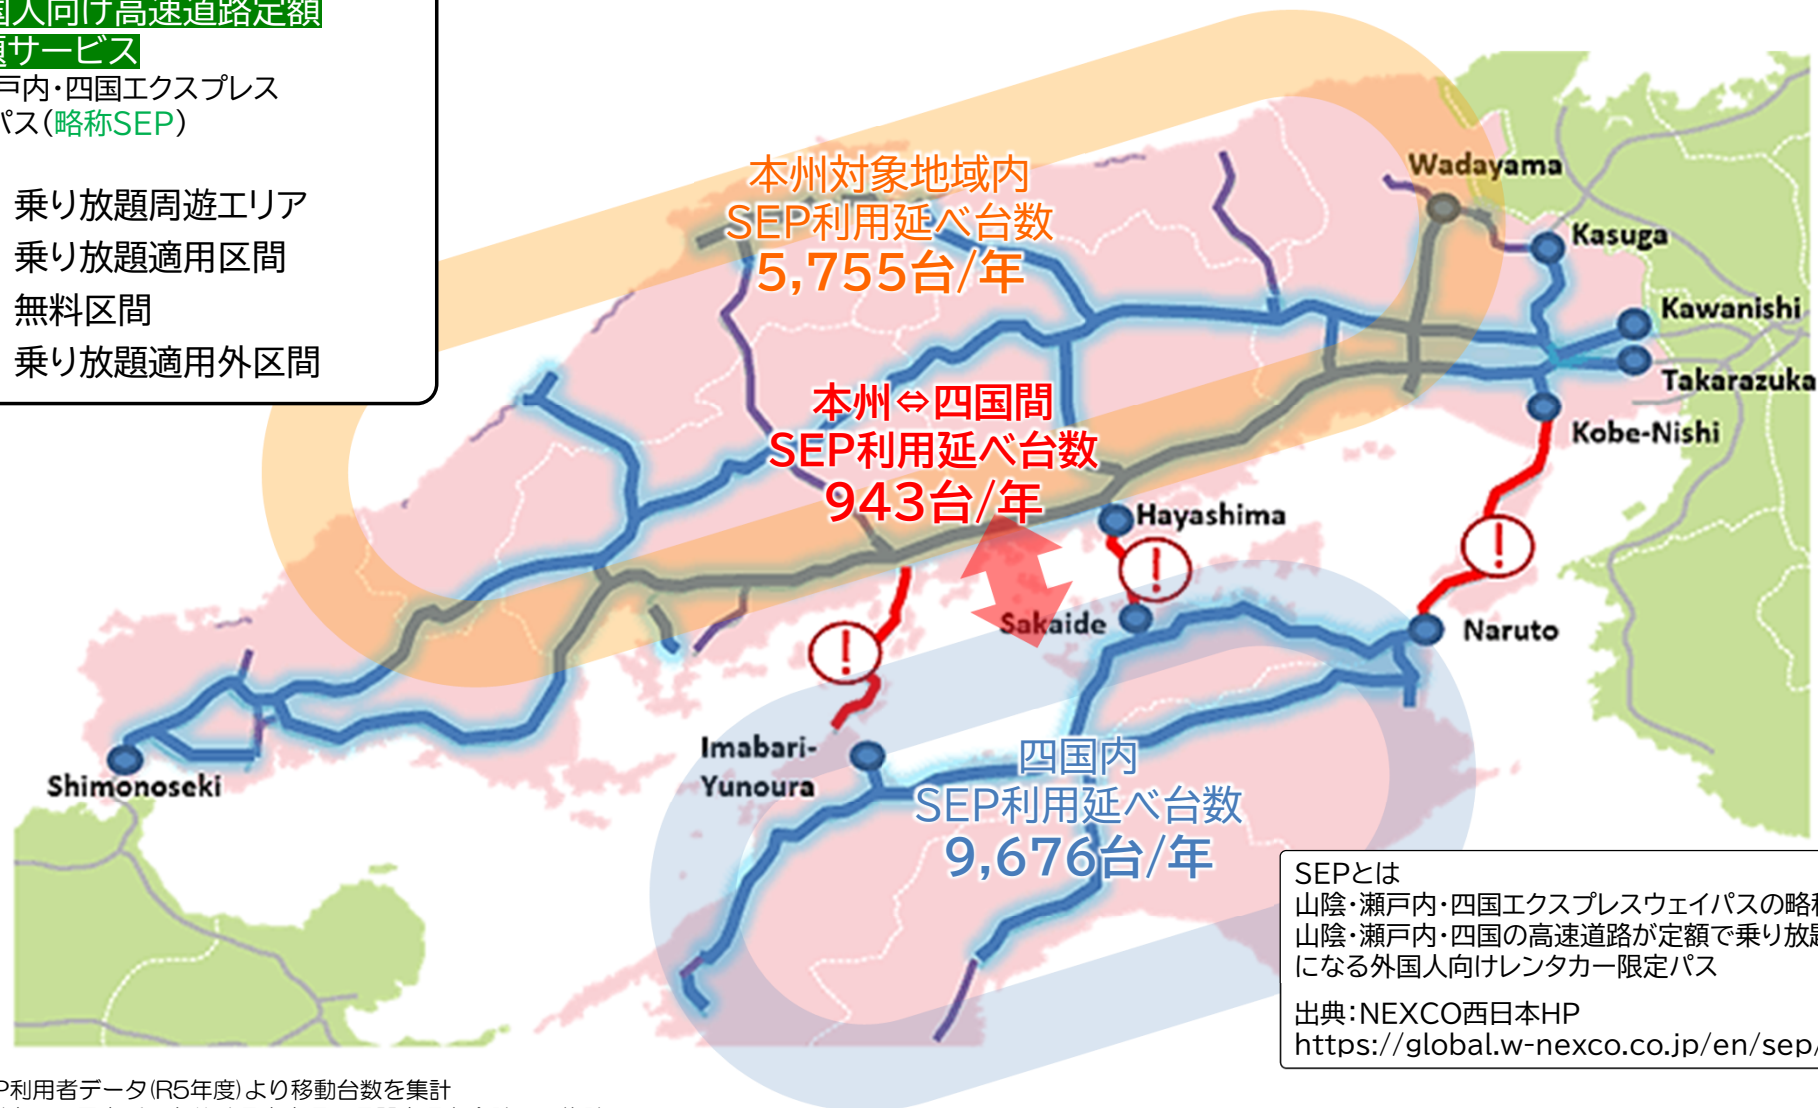 国人向け高速道路定額
題サービス
戸内・四国エクスプレス
パス(略称SEP)
乗り放題周遊エリア
乗り放題適用区間
無料区間
乗り放題適用外区間
本州対象地域内
SEP利用延べ台数
5,755台/年
Wadayama
Kasuga
Kawanishi
Takarazuka
Kobe-Nishi
本州⇔四国間
SEP利用延べ台数
943台/年
Hayashima
!
!
Sakaide
Naruto
!
Imabari-
Yunoura
Shimonoseki
四国内
SEP利用延べ台数
9,676台/年
SEPとは
山陰・瀬戸内・四国エクスプレスウェイパスの略称
山陰・瀬戸内・四国の高速道路が定額で乗り放題
になる外国人向けレンタカー限定パス
出典:NEXCO西日本HP
https://global.w-nexco.co.jp/en/sep/
P利用者データ(R5年度)より移動台数を集計